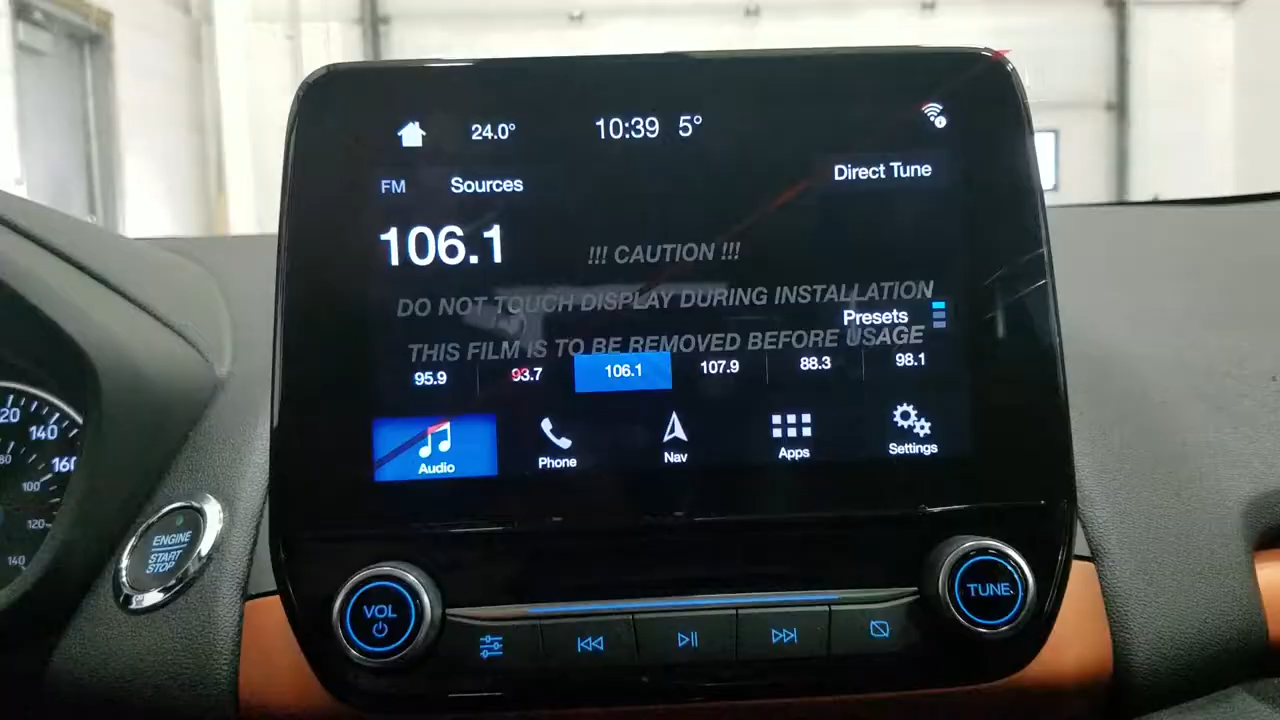 24.0° 10:39 5°
FM Sources Direct Tune
106.1
!!! CAUTION !!!
DO NOT TOUCH DISPLAY DURING INSTALLATION
Presets
THIS FILM IS TO BE REMOVED BEFORE USAGE
95.9 93.7 106.1 107.9 88.3 98.1
Audio Phone Nav Apps Settings
120
140
80
160
100
120
140
ENGINE
START
STOP
VOL
TUNE